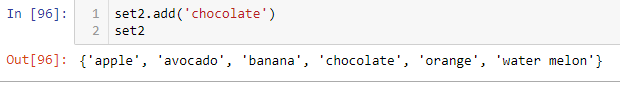 In [96]: 1 set2.add('chocolate')
2 set2
Out[96]: {'apple', 'avocado', 'banana', 'chocolate', 'orange', 'water melon'}